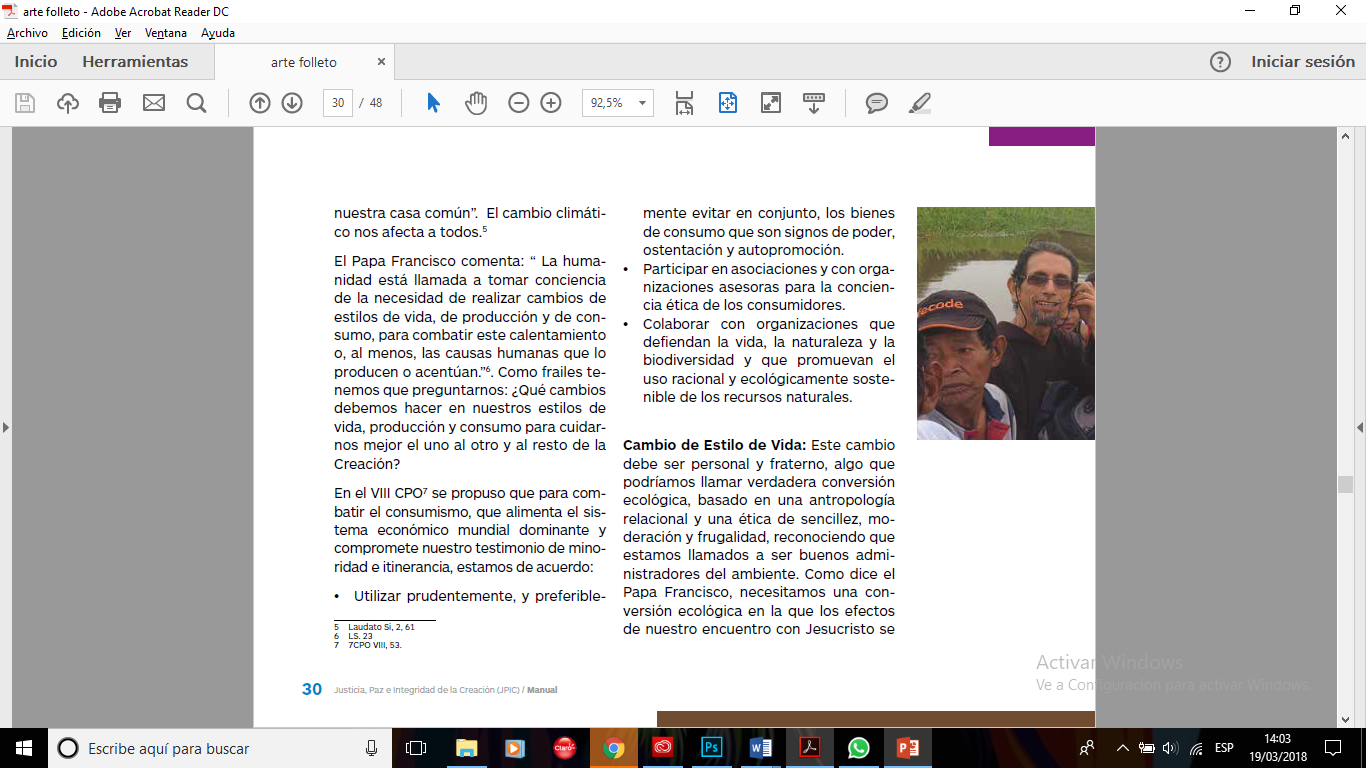 arte folleto - Adobe Acrobat Reader DC
Archivo Edición Ver Ventana Ayuda
Inicio Herramientas arte folleto Iniciar sesión
30 / 48 92,5%
nuestra casa común”. El cambio climáti-
co nos afecta a todos.5
El Papa Francisco comenta: “ La huma-
nidad está llamada a tomar conciencia
de la necesidad de realizar cambios de
estilos de vida, de producción y de con-
sumo, para combatir este calentamiento
o, al menos, las causas humanas que lo
producen o acentúan.”6. Como frailes te-
nemos que preguntarnos: ¿Qué cambios
debemos hacer en nuestros estilos de
vida, producción y consumo para cuidar-
nos mejor el uno al otro y al resto de la
Creación?
En el VIII CPO7 se propuso que para com-
batir el consumismo, que alimenta el sis-
tema económico mundial dominante y
compromete nuestro testimonio de mino-
ridad e itinerancia, estamos de acuerdo:
• Utilizar prudentemente, y preferible-
5 Laudato Si, 2, 61
6 LS. 23
7 7CPO VIII, 53.
mente evitar en conjunto, los bienes
de consumo que son signos de poder,
ostentación y autopromoción.
• Participar en asociaciones y con orga-
nizaciones asesoras para la concien-
cia ética de los consumidores.
• Colaborar con organizaciones que
defiendan la vida, la naturaleza y la
biodiversidad y que promuevan el
uso racional y ecológicamente soste-
nible de los recursos naturales.
Cambio de Estilo de Vida: Este cambio
debe ser personal y fraterno, algo que
podríamos llamar verdadera conversión
ecológica, basado en una antropología
relacional y una ética de sencillez, mo-
deración y frugalidad, reconociendo que
estamos llamados a ser buenos admi-
nistradores del ambiente. Como dice el
Papa Francisco, necesitamos una con-
versión ecológica en la que los efectos
de nuestro encuentro con Jesucristo se
ecode
30 Justicia, Paz e Integridad de la Creación (JPIC) / Manual
Activar Windows
Ve a Configuración para activar Windows.
Escribe aquí para buscar
Claro
Ps
ESP
14:03
19/03/2018